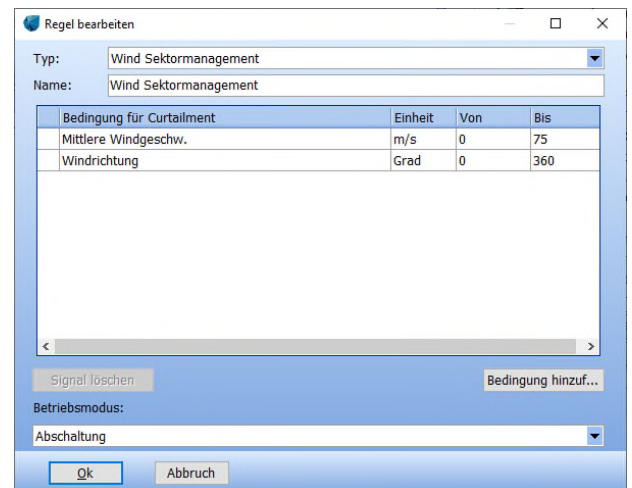 Regel bearbeiten
Typ: Wind Sektormanagement
Name: Wind Sektormanagement
Bedingung für Curtailment Einheit Von Bis
Mittlere Windgeschw. m/s 0 75
Windrichtung Grad 0 360
Signal löschen Bedingung hinzuf...
Betriebsmodus:
Abschaltung
Ok Abbruch